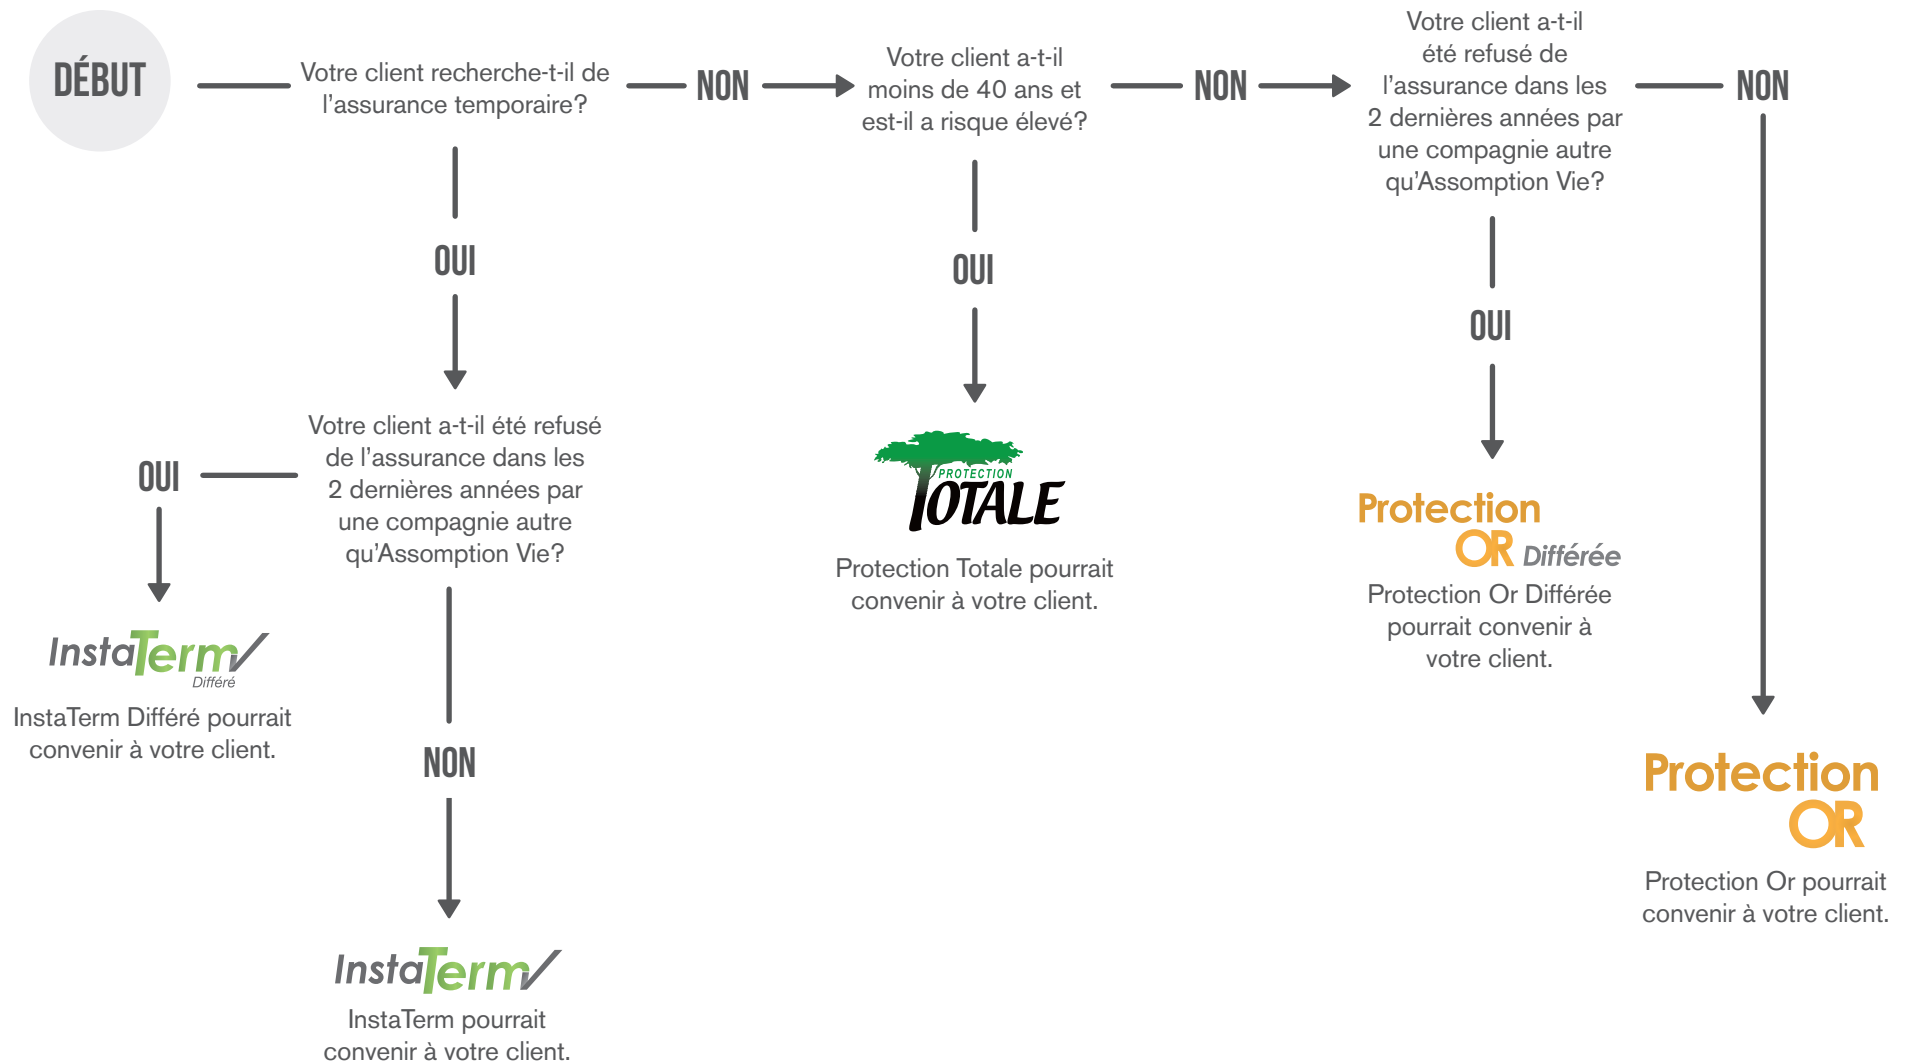 DÉBUT
Votre client recherche-t-il de
l'assurance temporaire?
NON
Votre client a-t-il
moins de 40 ans et
est-il a risque élevé?
NON
Votre client a-t-il
été refusé de
l'assurance dans les
2 dernières années par
une compagnie autre
qu'Assomption Vie?
NON
OUI
OUI
OUI
Votre client a-t-il été refusé
de l'assurance dans les
2 dernières années par
une compagnie autre
qu'Assomption Vie?
OUI
PROTECTION
TOTALE
Protection Totale pourrait
convenir à votre client.
Protection
OR Différée
Protection Or Différée
pourrait convenir à
votre client.
InstaTerm
Différé
InstaTerm Différé pourrait
convenir à votre client.
NON
Protection
OR
Protection Or pourrait
convenir à votre client.
InstaTerm
InstaTerm pourrait
convenir à votre client.